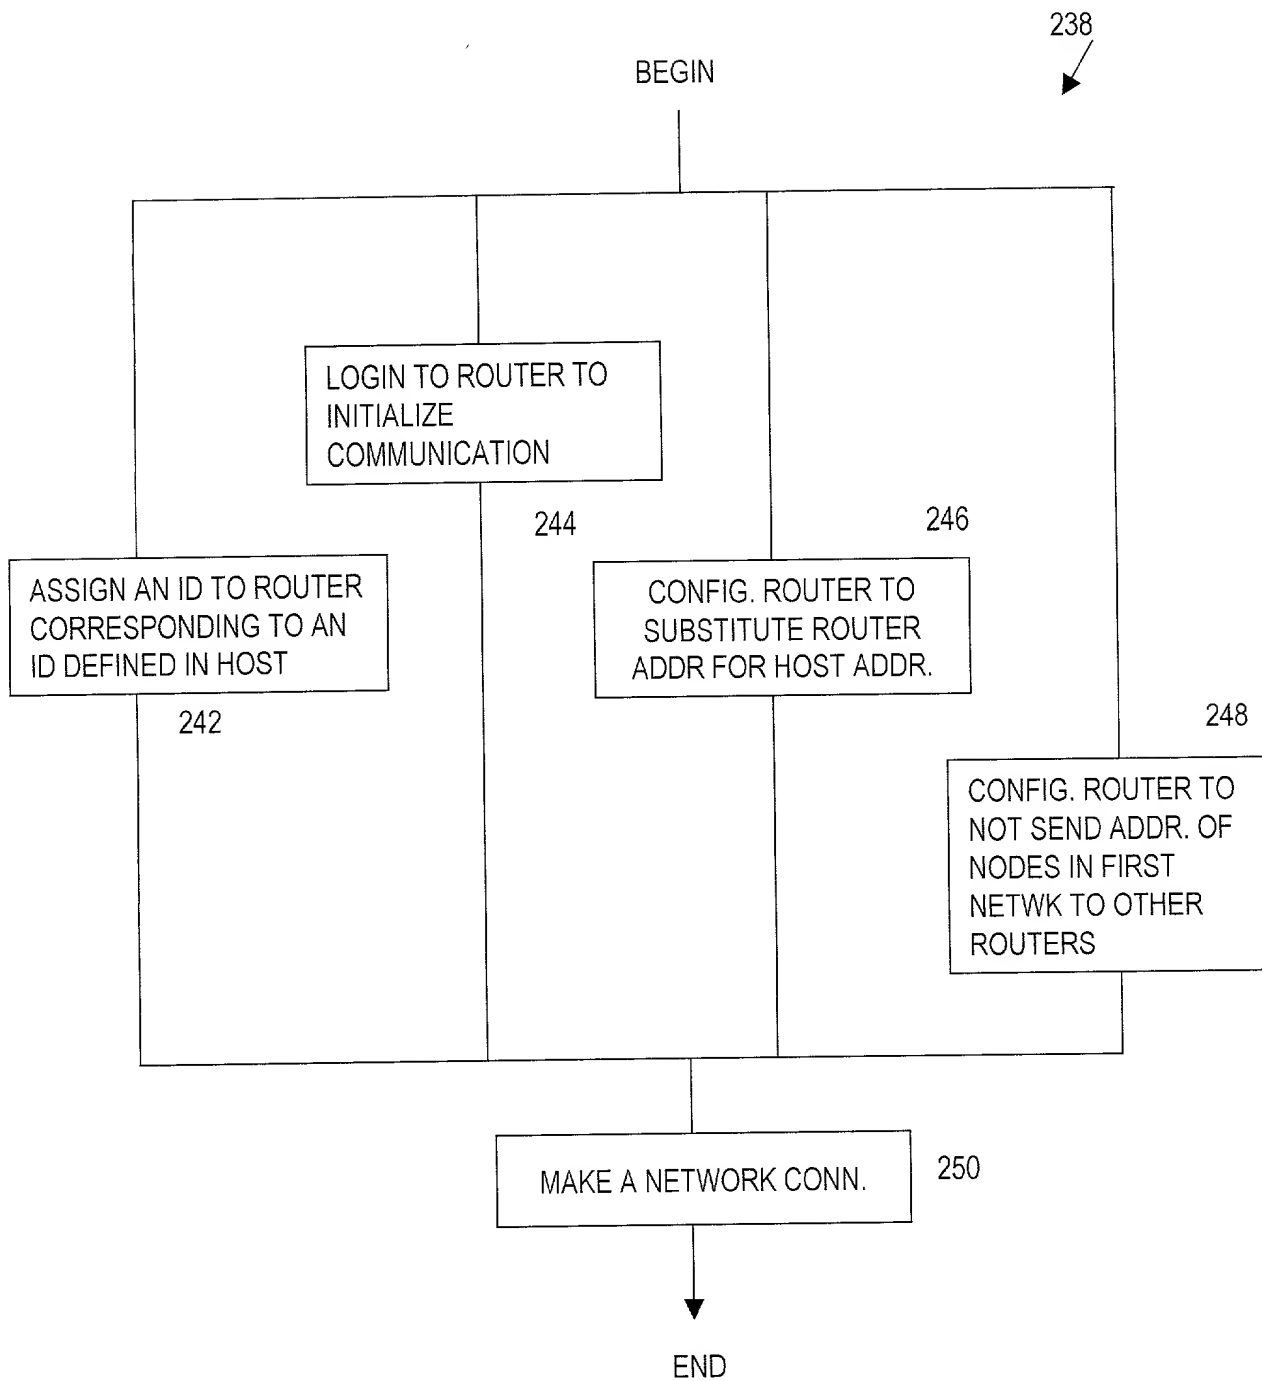 238
BEGIN
LOGIN TO ROUTER TO
INITIALIZE
COMMUNICATION
244
246
ASSIGN AN ID TO ROUTER
CORRESPONDING TO AN
ID DEFINED IN HOST
242
CONFIG. ROUTER TO
SUBSTITUTE ROUTER
ADDR FOR HOST ADDR.
248
CONFIG. ROUTER TO
NOT SEND ADDR. OF
NODES IN FIRST
NETWK TO OTHER
ROUTERS
MAKE A NETWORK CONN.
250
END